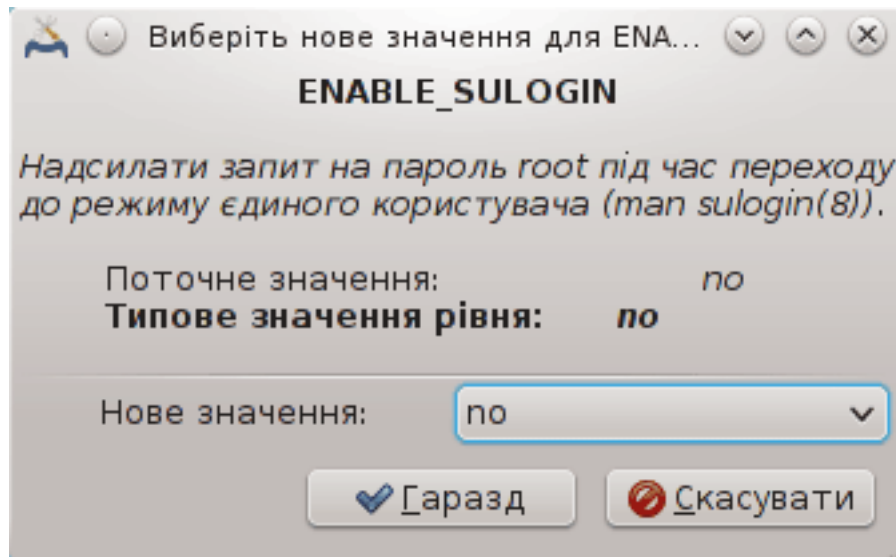 Виберіть нове значення для ENA...
ENABLE_SULOGIN
Надсилати запит на пароль root під час переходу
до режиму єдиного користувача (man sulogin(8)).
Поточне значення: no
Типове значення рівня: no
Нове значення: no
Гаразд Скасувати